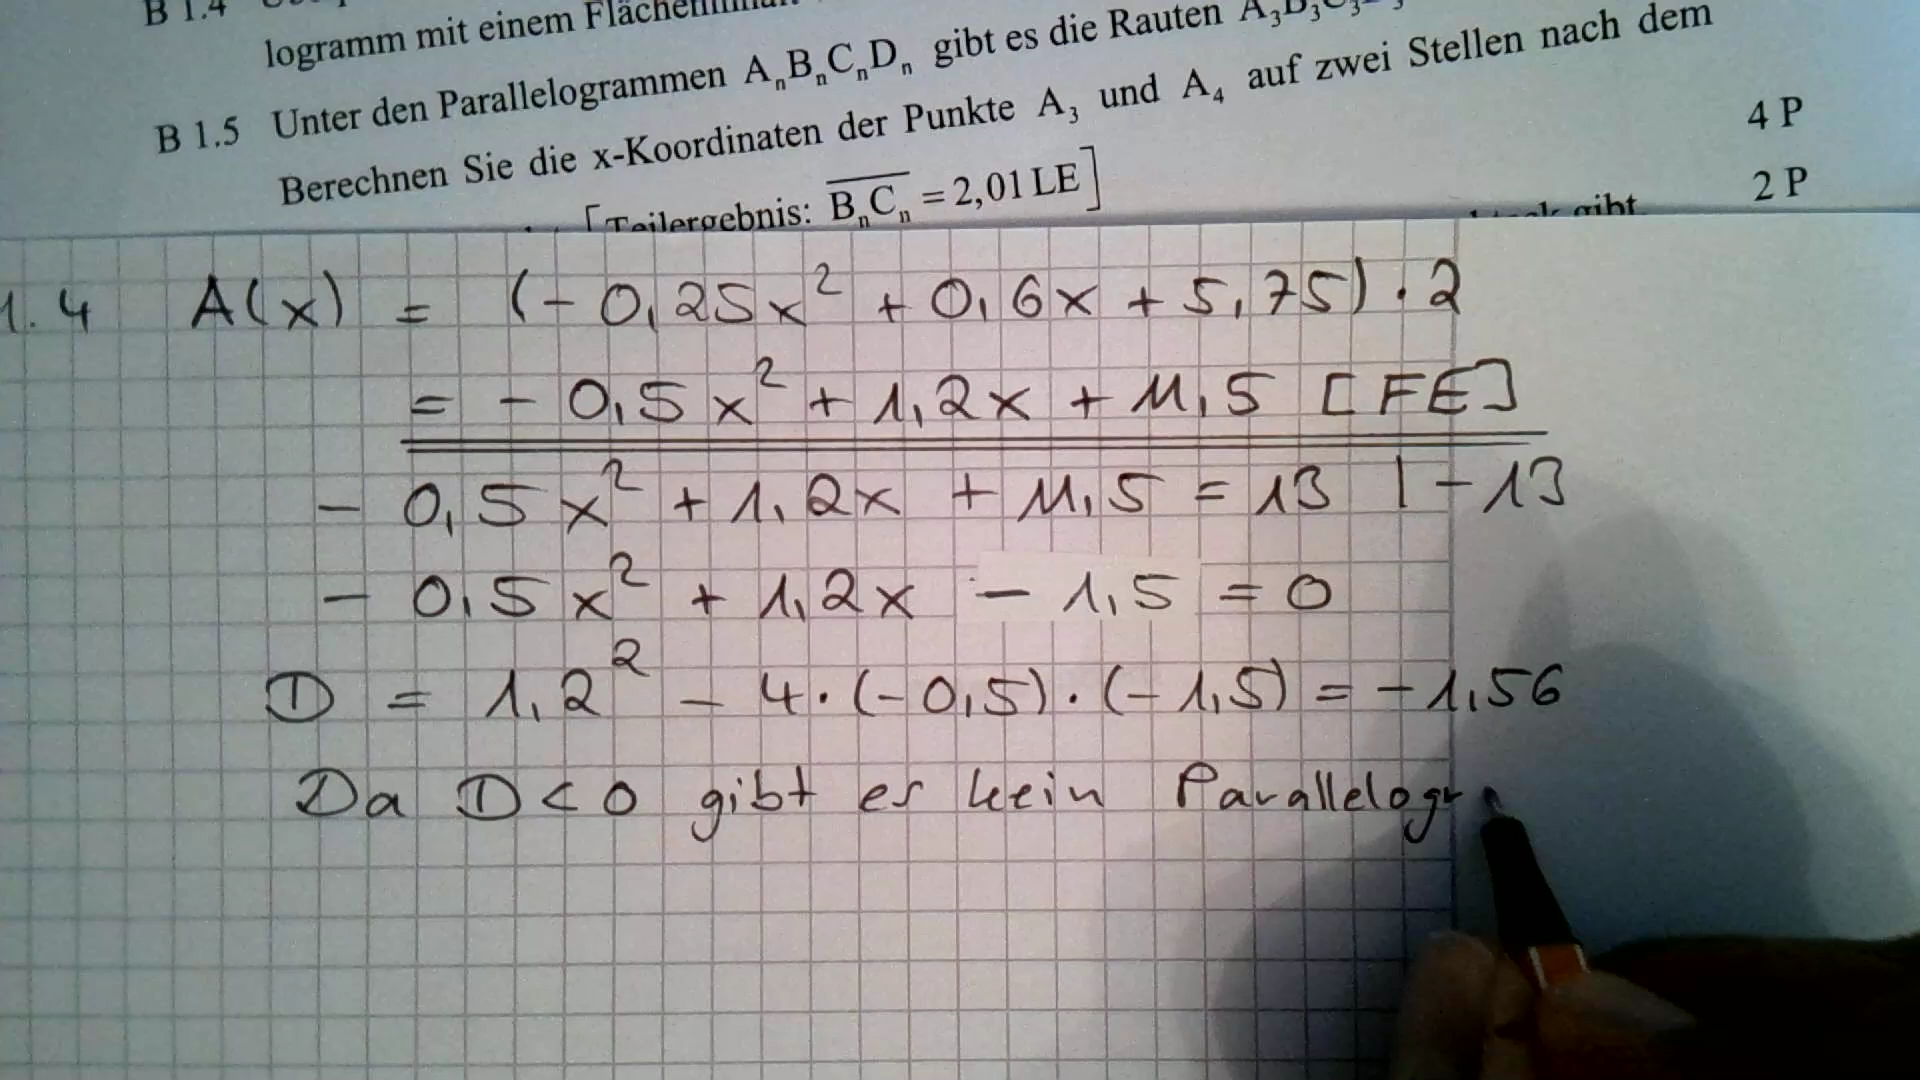 B 1.4
logramm mit einem
B 1.5 Unter den Parallelogrammen AₙBₙCₙDₙ gibt es die Rauten A₃B₃C₃
Berechnen Sie die x-Koordinaten der Punkte A₃ und A₄ auf zwei Stellen nach dem
4 P
[Teilergebnis: BₙCₙ = 2,01 LE]
2 P
gibt.
1.4 A(x) = (- 0,25x² + 0,6x + 5,75) · 2
= - 0,5x² + 1,2x + 11,5 [FE]
- 0,5x² + 1,2x + 11,5 = 13 | - 13
- 0,5x² + 1,2x - 1,5 = 0
D = 1,2² - 4 · (-0,5) · (-1,5) = -1,56
Da D < 0 gibt es kein Parallelogr